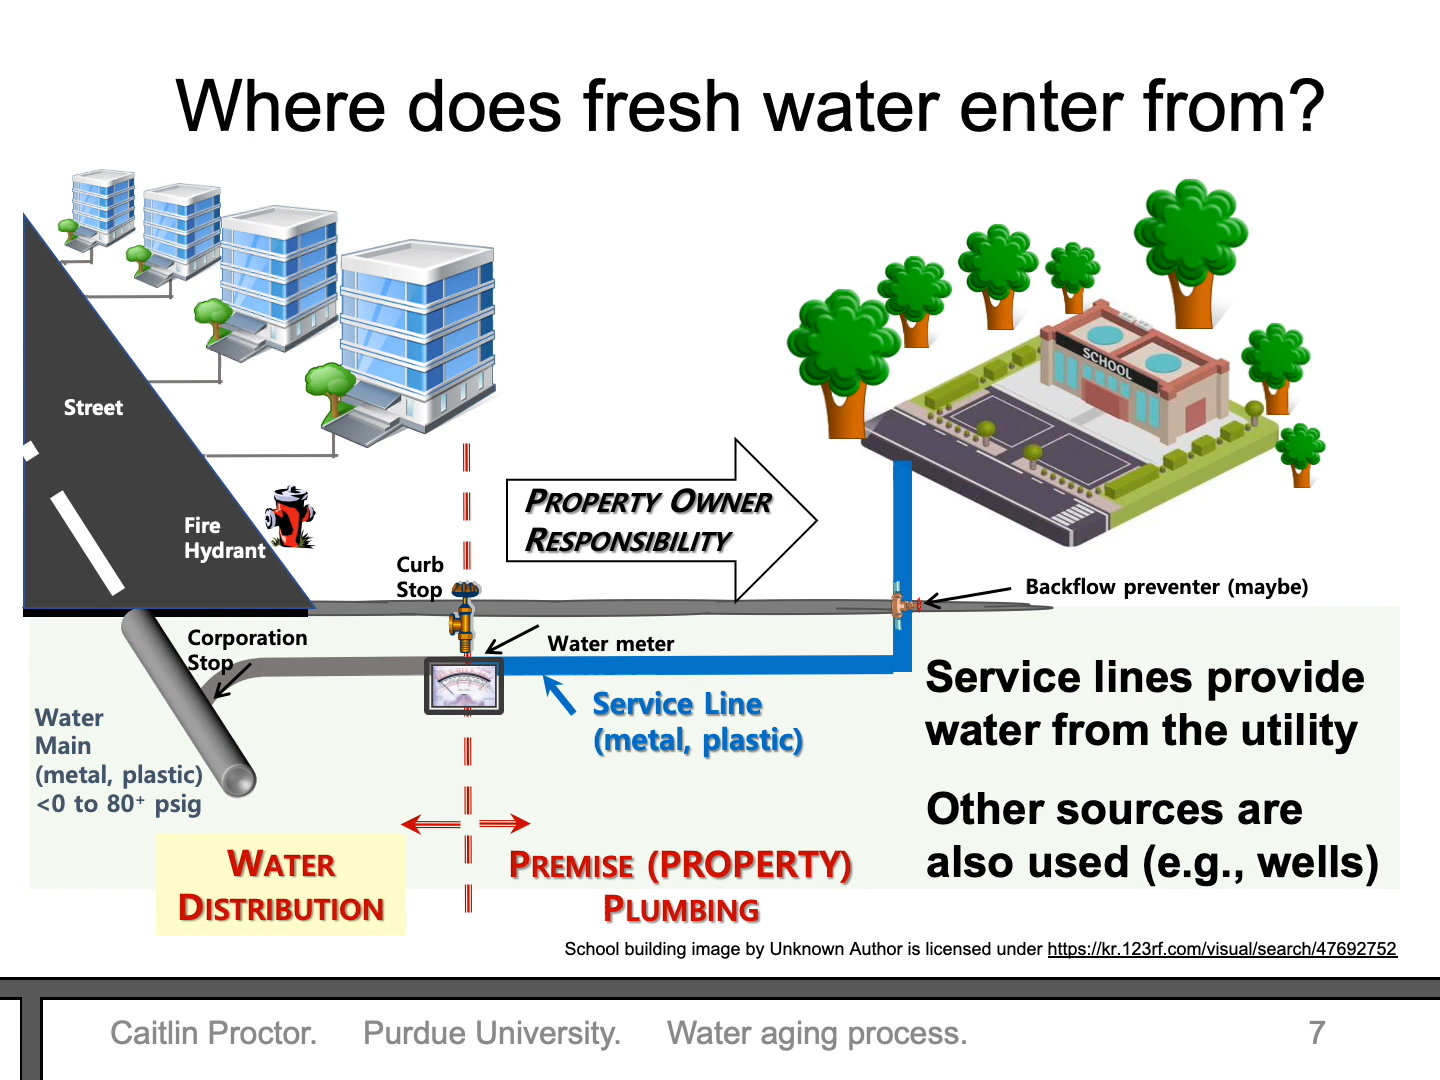 Where does fresh water enter from?
SCHOOL
Street
Fire
Hydrant
PROPERTY OWNER
RESPONSIBILITY
Curb
Stop
Backflow preventer (maybe)
Corporation
Stop
Water meter
Water
Main
(metal, plastic)
<0 to 80⁺ psig
Service Line
(metal, plastic)
Service lines provide
water from the utility
Other sources are
also used (e.g., wells)
WATER
DISTRIBUTION
PREMISE (PROPERTY)
PLUMBING
School building image by Unknown Author is licensed under https://kr.123rf.com/visual/search/47692752
Caitlin Proctor. Purdue University. Water aging process. 7